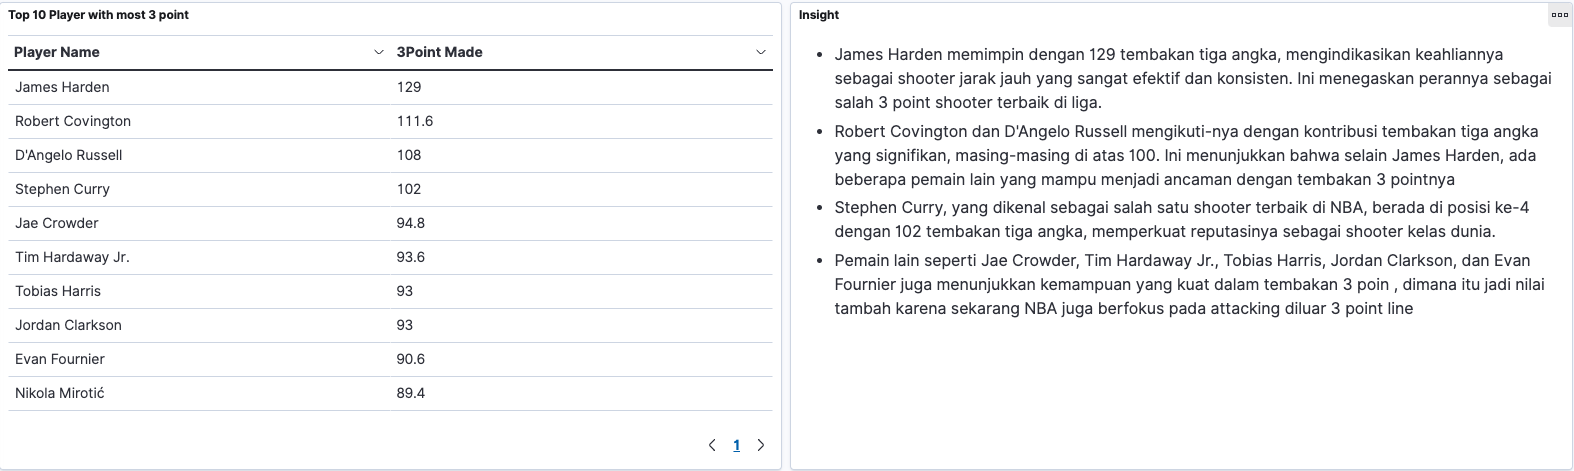 Top 10 Player with most 3 point
Player Name 3Point Made
James Harden 129
Robert Covington 111.6
D'Angelo Russell 108
Stephen Curry 102
Jae Crowder 94.8
Tim Hardaway Jr. 93.6
Tobias Harris 93
Jordan Clarkson 93
Evan Fournier 90.6
Nikola Mirotić 89.4
1
Insight
• James Harden memimpin dengan 129 tembakan tiga angka, mengindikasikan keahliannya
sebagai shooter jarak jauh yang sangat efektif dan konsisten. Ini menegaskan perannya sebagai
salah 3 point shooter terbaik di liga.
• Robert Covington dan D'Angelo Russell mengikuti-nya dengan kontribusi tembakan tiga angka
yang signifikan, masing-masing di atas 100. Ini menunjukkan bahwa selain James Harden, ada
beberapa pemain lain yang mampu menjadi ancaman dengan tembakan 3 pointnya
• Stephen Curry, yang dikenal sebagai salah satu shooter terbaik di NBA, berada di posisi ke-4
dengan 102 tembakan tiga angka, memperkuat reputasinya sebagai shooter kelas dunia.
• Pemain lain seperti Jae Crowder, Tim Hardaway Jr., Tobias Harris, Jordan Clarkson, dan Evan
Fournier juga menunjukkan kemampuan yang kuat dalam tembakan 3 poin , dimana itu jadi nilai
tambah karena sekarang NBA juga berfokus pada attacking diluar 3 point line